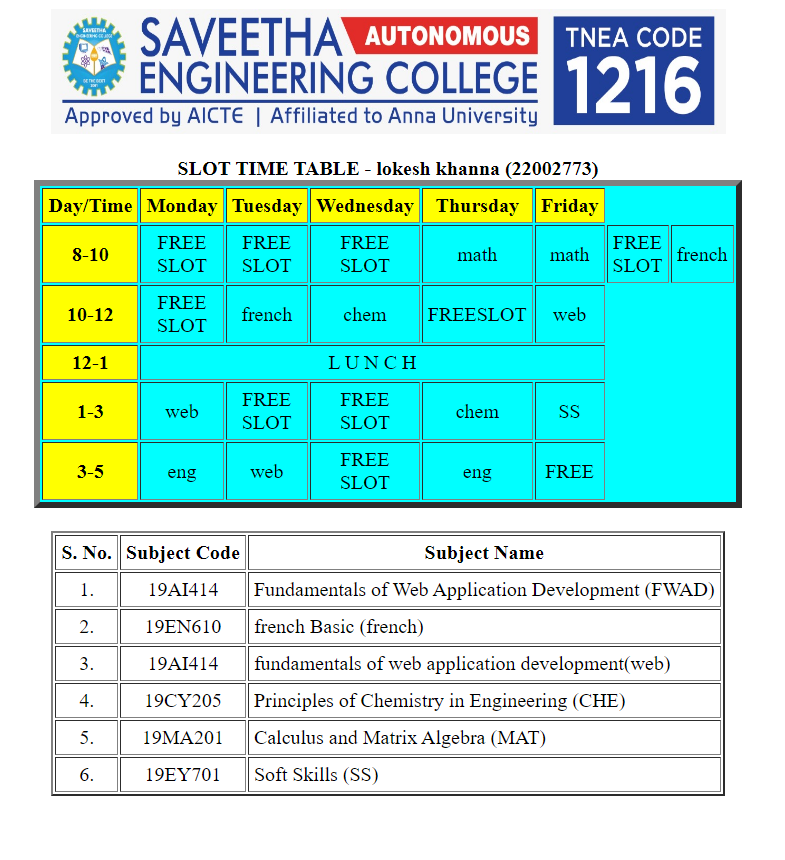 SAVEETHA AUTONOMOUS
ENGINEERING COLLEGE
Approved by AICTE | Affiliated to Anna University
TNEA CODE
1216
SAVEETHA
SLOT TIME TABLE - lokesh khanna (22002773)
Day/Time Monday Tuesday Wednesday Thursday Friday
8-10 FREE SLOT FREE SLOT FREE SLOT math math FREE SLOT french
10-12 FREE SLOT french chem FREESLOT web
12-1 L U N C H
1-3 web FREE SLOT FREE SLOT chem SS
3-5 eng web FREE SLOT eng FREE
S. No. Subject Code Subject Name
1. 19AI414 Fundamentals of Web Application Development (FWAD)
2. 19EN610 french Basic (french)
3. 19AI414 fundamentals of web application development(web)
4. 19CY205 Principles of Chemistry in Engineering (CHE)
5. 19MA201 Calculus and Matrix Algebra (MAT)
6. 19EY701 Soft Skills (SS)